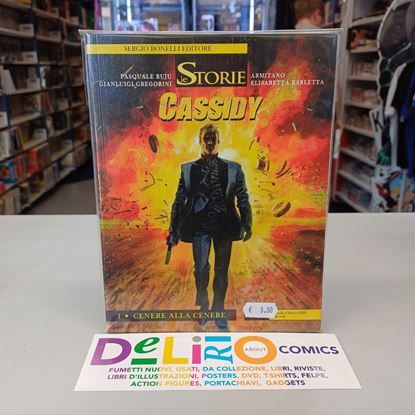 SERGIO BONELLI EDITORE
le STORIE
PASQUALE RUJU
GIANLUIGI GREGORINI
ARMITANO
ELISABETTA BARLETTA
CASSIDY
€ 5,50
1 • CENERE ALLA CENERE
DeLiRiO ABOUT COMICS
FUMETTI NUOVI, USATI, DA COLLEZIONE, LIBRI, RIVISTE,
LIBRI D'ILLUSTRAZIONI, POSTERS, DVD, T-SHIRTS, FELPE,
ACTION FIGURES, PORTACHIAVI, GADGETS